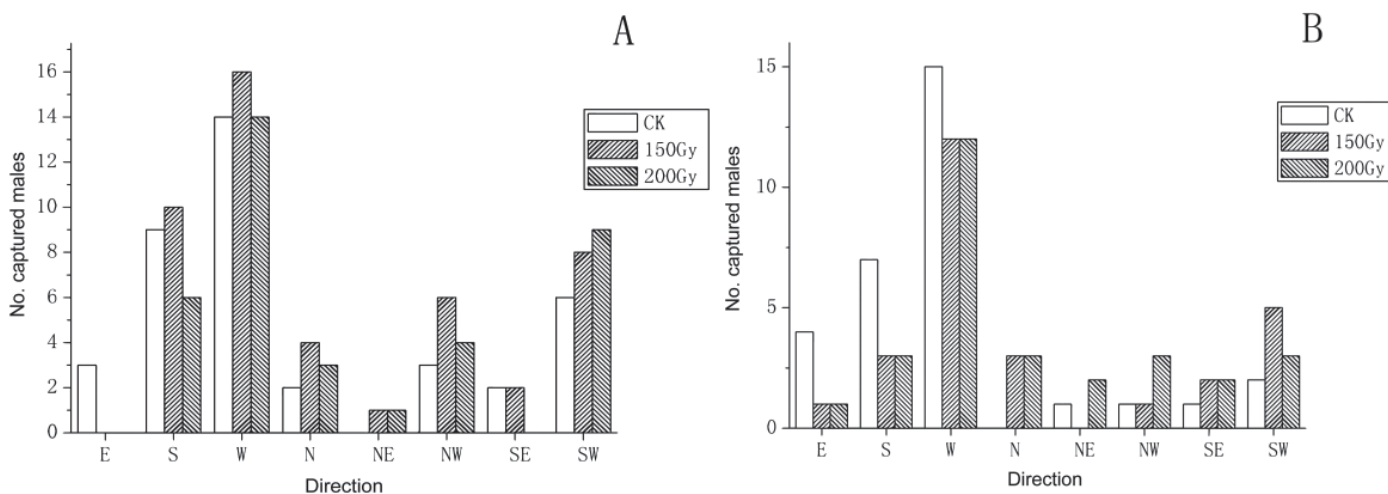 A
16
14
12
10
8
6
4
2
0
No. captured males
CK
150Gy
200Gy
E S W N NE NW SE SW
Direction
B
15
10
5
0
No. captured males
CK
150Gy
200Gy
E S W N NE NW SE SW
Direction